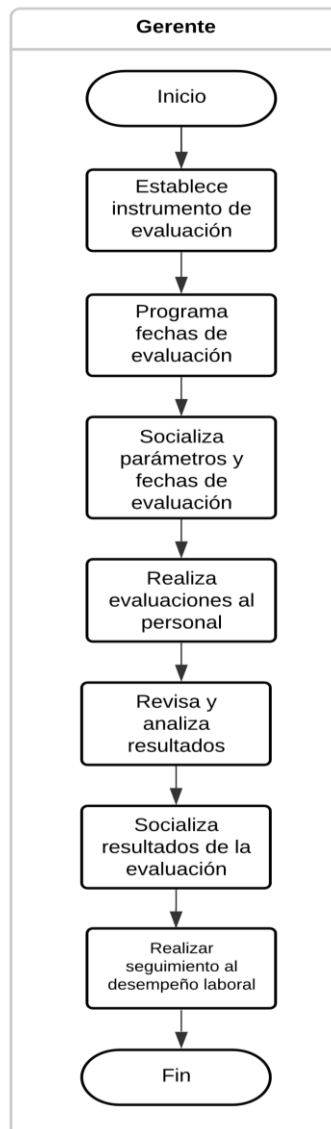 Gerente
Inicio
Establece
instrumento de
evaluación
Programa
fechas de
evaluación
Socializa
parámetros y
fechas de
evaluación
Realiza
evaluaciones al
personal
Revisa y
analiza
resultados
Socializa
resultados de la
evaluación
Realizar
seguimiento al
desempeño laboral
Fin